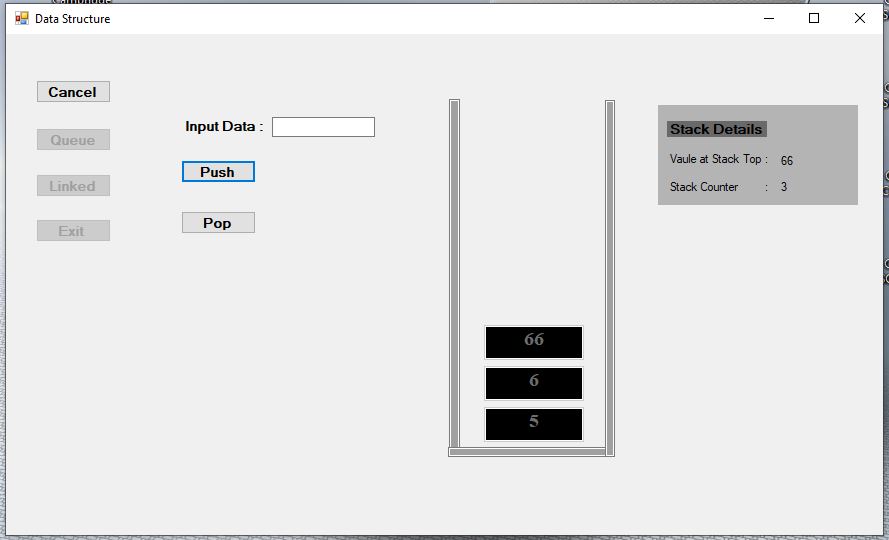 Data Structure
Cancel
Queue
Linked
Exit
Input Data :
Push
Pop
66
6
5
Stack Details
Vaule at Stack Top : 66
Stack Counter : 3